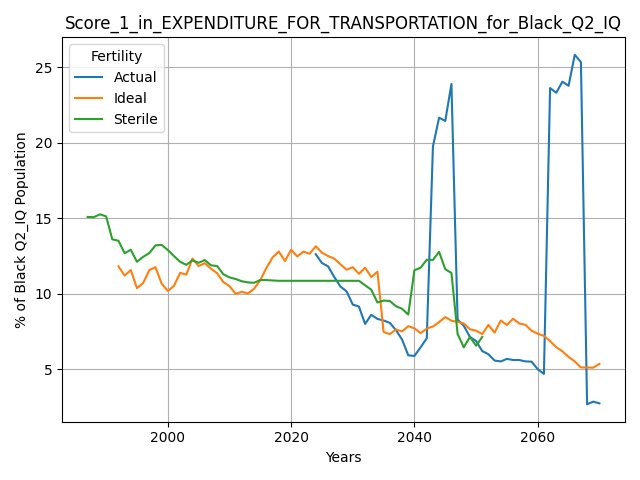 Score_1_in_EXPENDITURE_FOR_TRANSPORTATION_for_Black_Q2_IQ
Fertility
Actual
Ideal
Sterile
% of Black Q2_IQ Population
25
20
15
10
5
2000
2020
2040
2060
Years